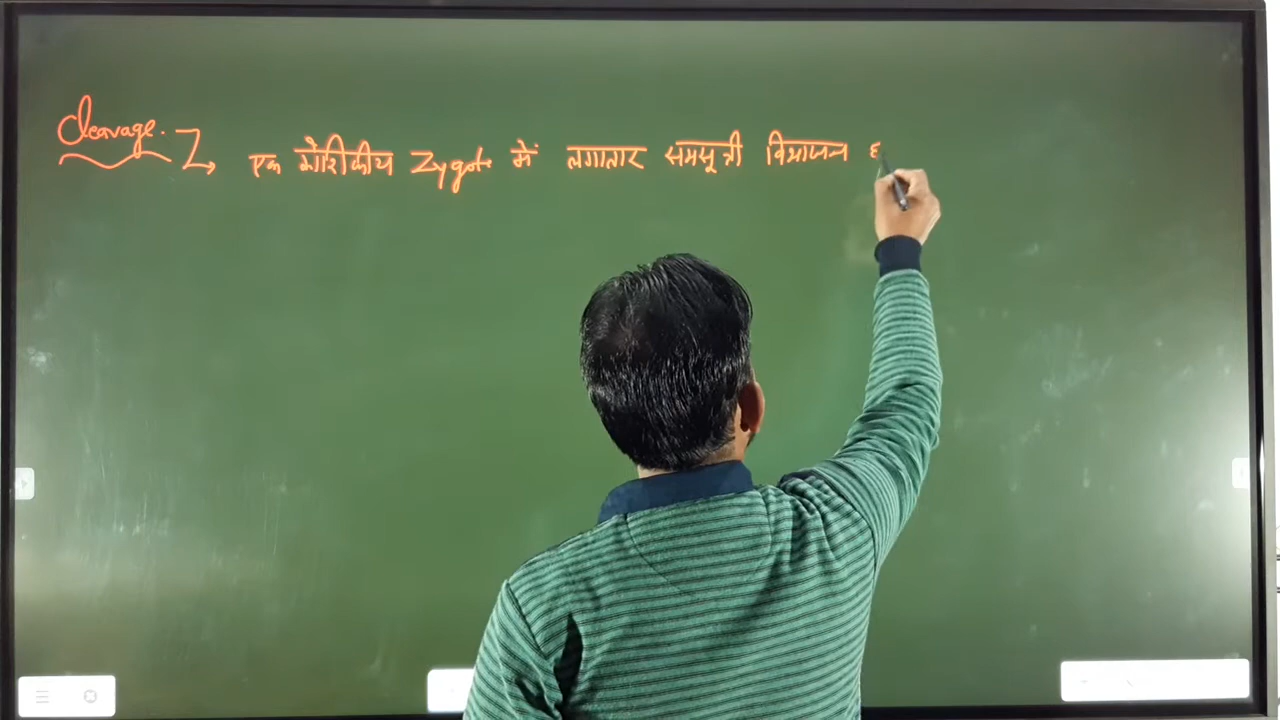 Cleavage. → एक कोशिकीय Zygote में लगातार समसूत्री विभाजन